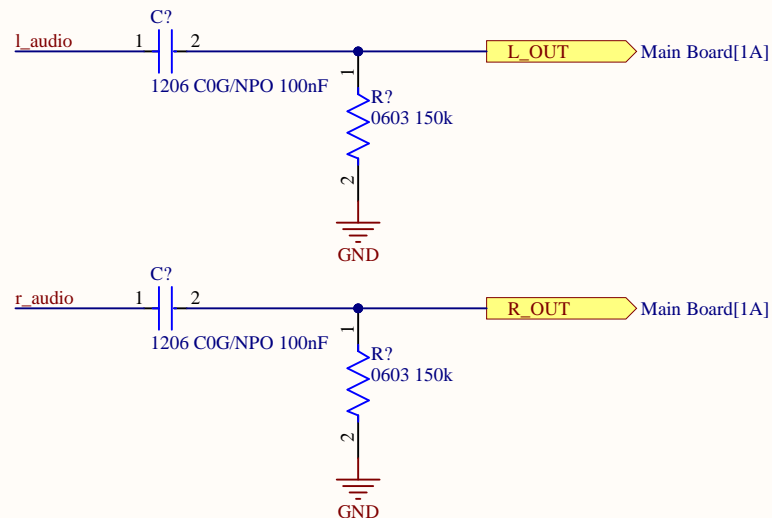 C?
l_audio 1 2 L_OUT Main Board[1A]
1206 C0G/NPO 100nF
1
R?
0603 150k
2
GND
C?
r_audio 1 2 R_OUT Main Board[1A]
1206 C0G/NPO 100nF
1
R?
0603 150k
2
GND